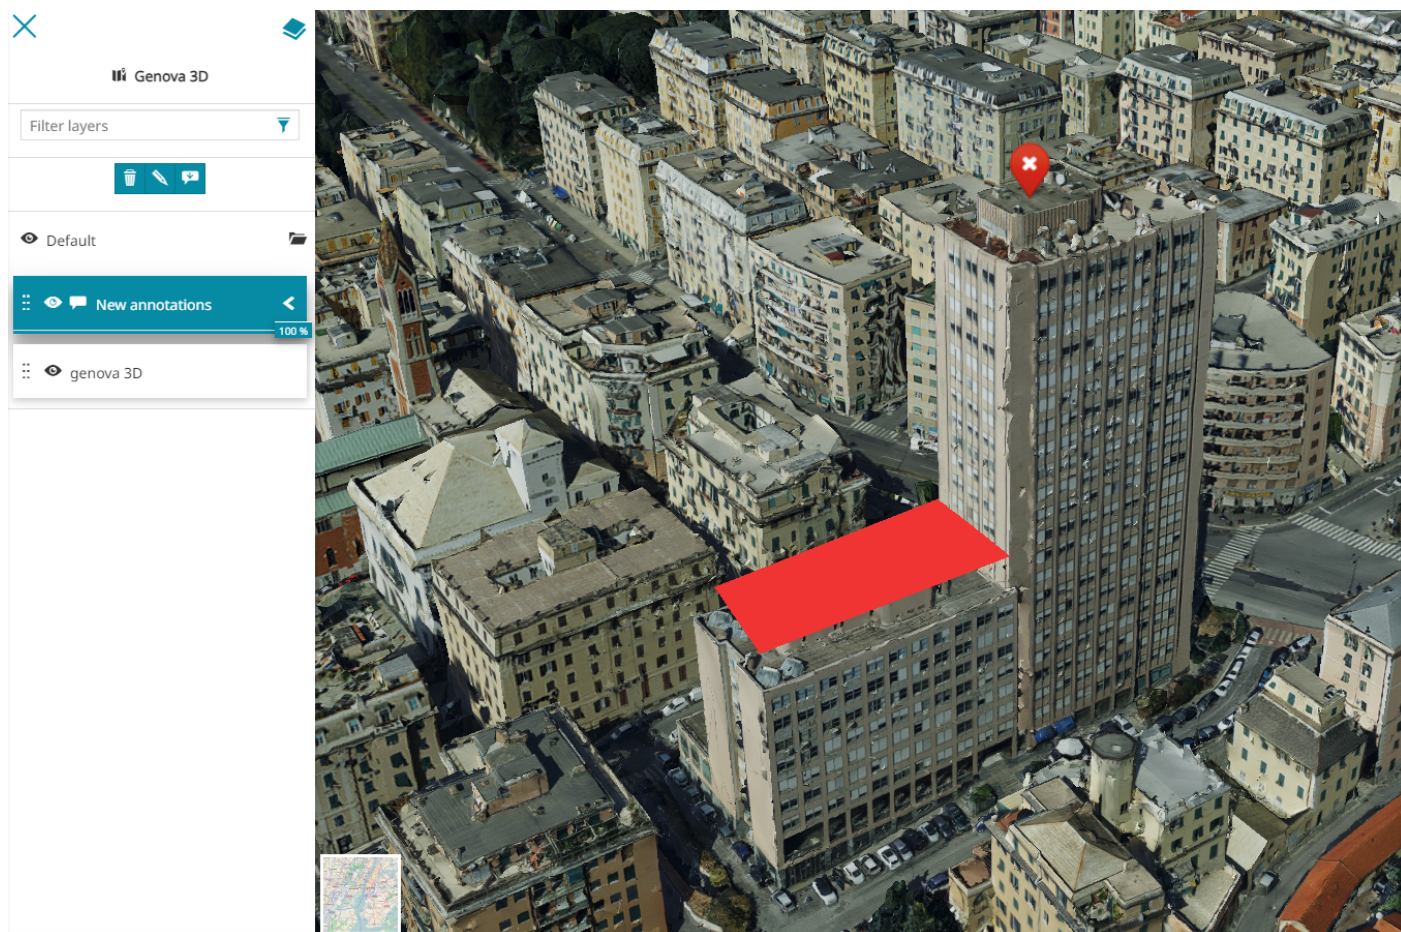 Genova 3D
Filter layers
Default
New annotations
100 %
genova 3D